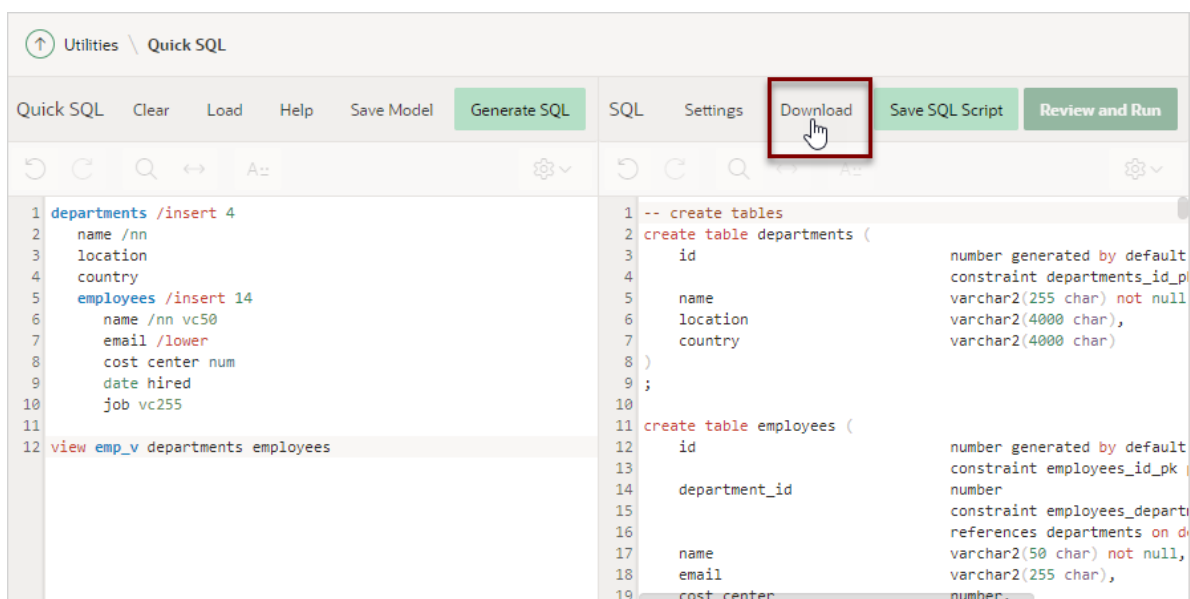 Utilities \ Quick SQL
Quick SQL Clear Load Help Save Model Generate SQL
SQL Settings Download Save SQL Script Review and Run
1 departments /insert 4
2 name /nn
3 location
4 country
5 employees /insert 14
6 name /nn vc50
7 email /lower
8 cost center num
9 date hired
10 job vc255
11
12 view emp_v departments employees
1 -- create tables
2 create table departments (
3 id number generated by default
4 constraint departments_id_p
5 name varchar2(255 char) not null
6 location varchar2(4000 char),
7 country varchar2(4000 char)
8 )
9 ;
10
11 create table employees (
12 id number generated by default
13 constraint employees_id_pk
14 department_id number
15 constraint employees_depart
16 references departments on d
17 name varchar2(50 char) not null,
18 email varchar2(255 char),
19 cost_center number,